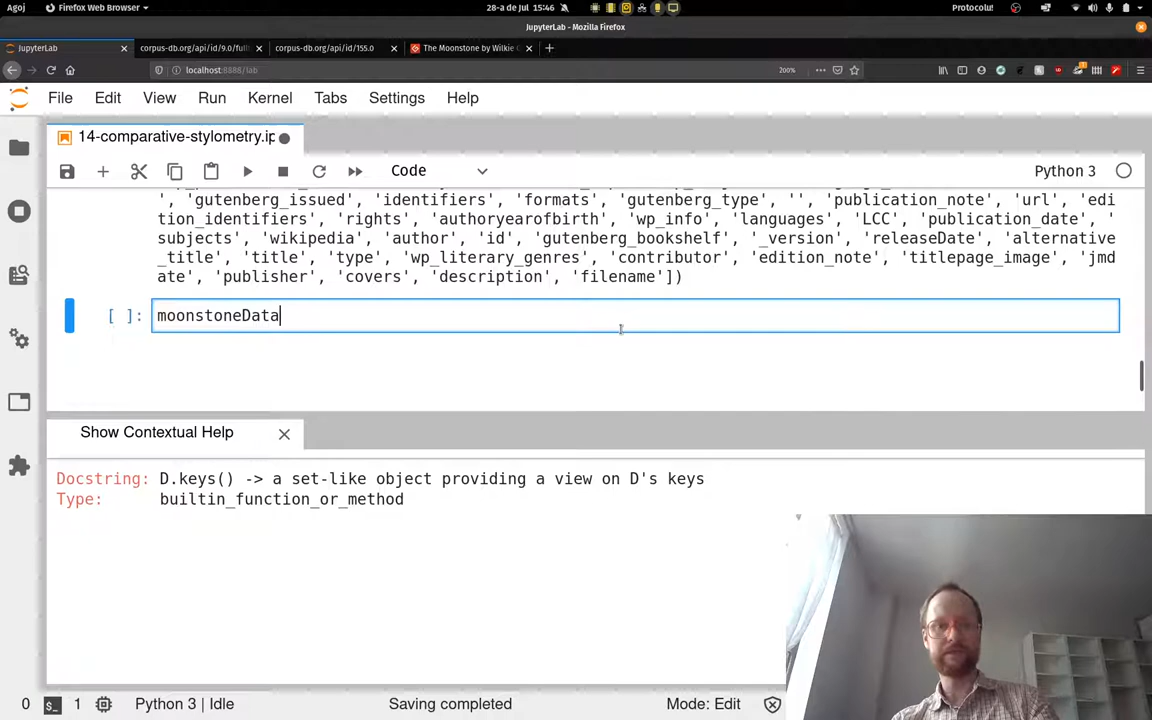 Agoj
Firefox Web Browser
28-a de Jul 15:46
Protocolu
JupyterLab - Mozilla Firefox
JupyterLab
corpus-db.org/api/id/9.0/full
corpus-db.org/api/id/155.0
The Moonstone by Wilkie
localhost:8888/lab
200%
File Edit View Run Kernel Tabs Settings Help
14-comparative-stylometry.ip
Code
Python 3
', 'gutenberg_issued', 'identifiers', 'formats', 'gutenberg_type', '', 'publication_note', 'url', 'edi
tion_identifiers', 'rights', 'authoryearofbirth', 'wp_info', 'languages', 'LCC', 'publication_date', '
subjects', 'wikipedia', 'author', 'id', 'gutenberg_bookshelf', '_version', 'releaseDate', 'alternative
_title', 'title', 'type', 'wp_literary_genres', 'contributor', 'edition_note', 'titlepage_image', 'jmd
ate', 'publisher', 'covers', 'description', 'filename'])
[ ]: moonstoneData
Show Contextual Help
Docstring: D.keys() -> a set-like object providing a view on D's keys
Type: builtin_function_or_method
0
1
Python 3 | Idle
Saving completed
Mode: Edit